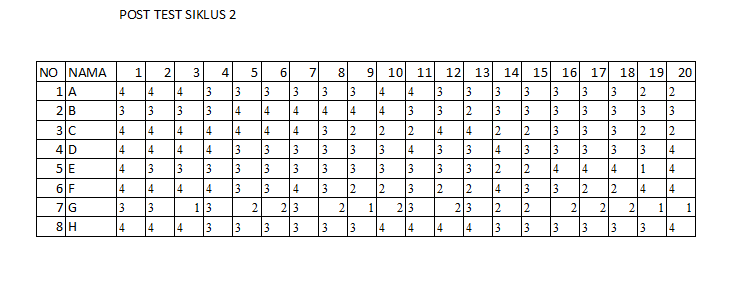 POST TEST SIKLUS 2
NO NAMA 1 2 3 4 5 6 7 8 9 10 11 12 13 14 15 16 17 18 19 20
1 A 4 4 4 3 3 3 3 3 3 4 4 3 3 3 3 3 3 3 2 2
2 B 3 3 3 3 4 4 4 4 4 4 3 3 2 3 3 3 3 3 3 3
3 C 4 4 4 4 4 4 4 3 2 2 2 4 4 2 2 3 3 3 2 2
4 D 4 4 4 4 3 3 3 3 3 3 4 3 3 4 3 3 3 3 3 4
5 E 4 3 3 3 3 3 3 3 3 3 3 3 3 2 2 4 4 4 1 4
6 F 4 4 4 4 3 3 4 3 2 2 3 2 2 4 3 3 2 2 4 4
7 G 3 3 1 3 2 2 3 2 1 2 3 2 3 2 2 2 2 2 1 1
8 H 4 4 4 3 3 3 3 3 3 4 4 4 4 3 3 3 3 3 3 4